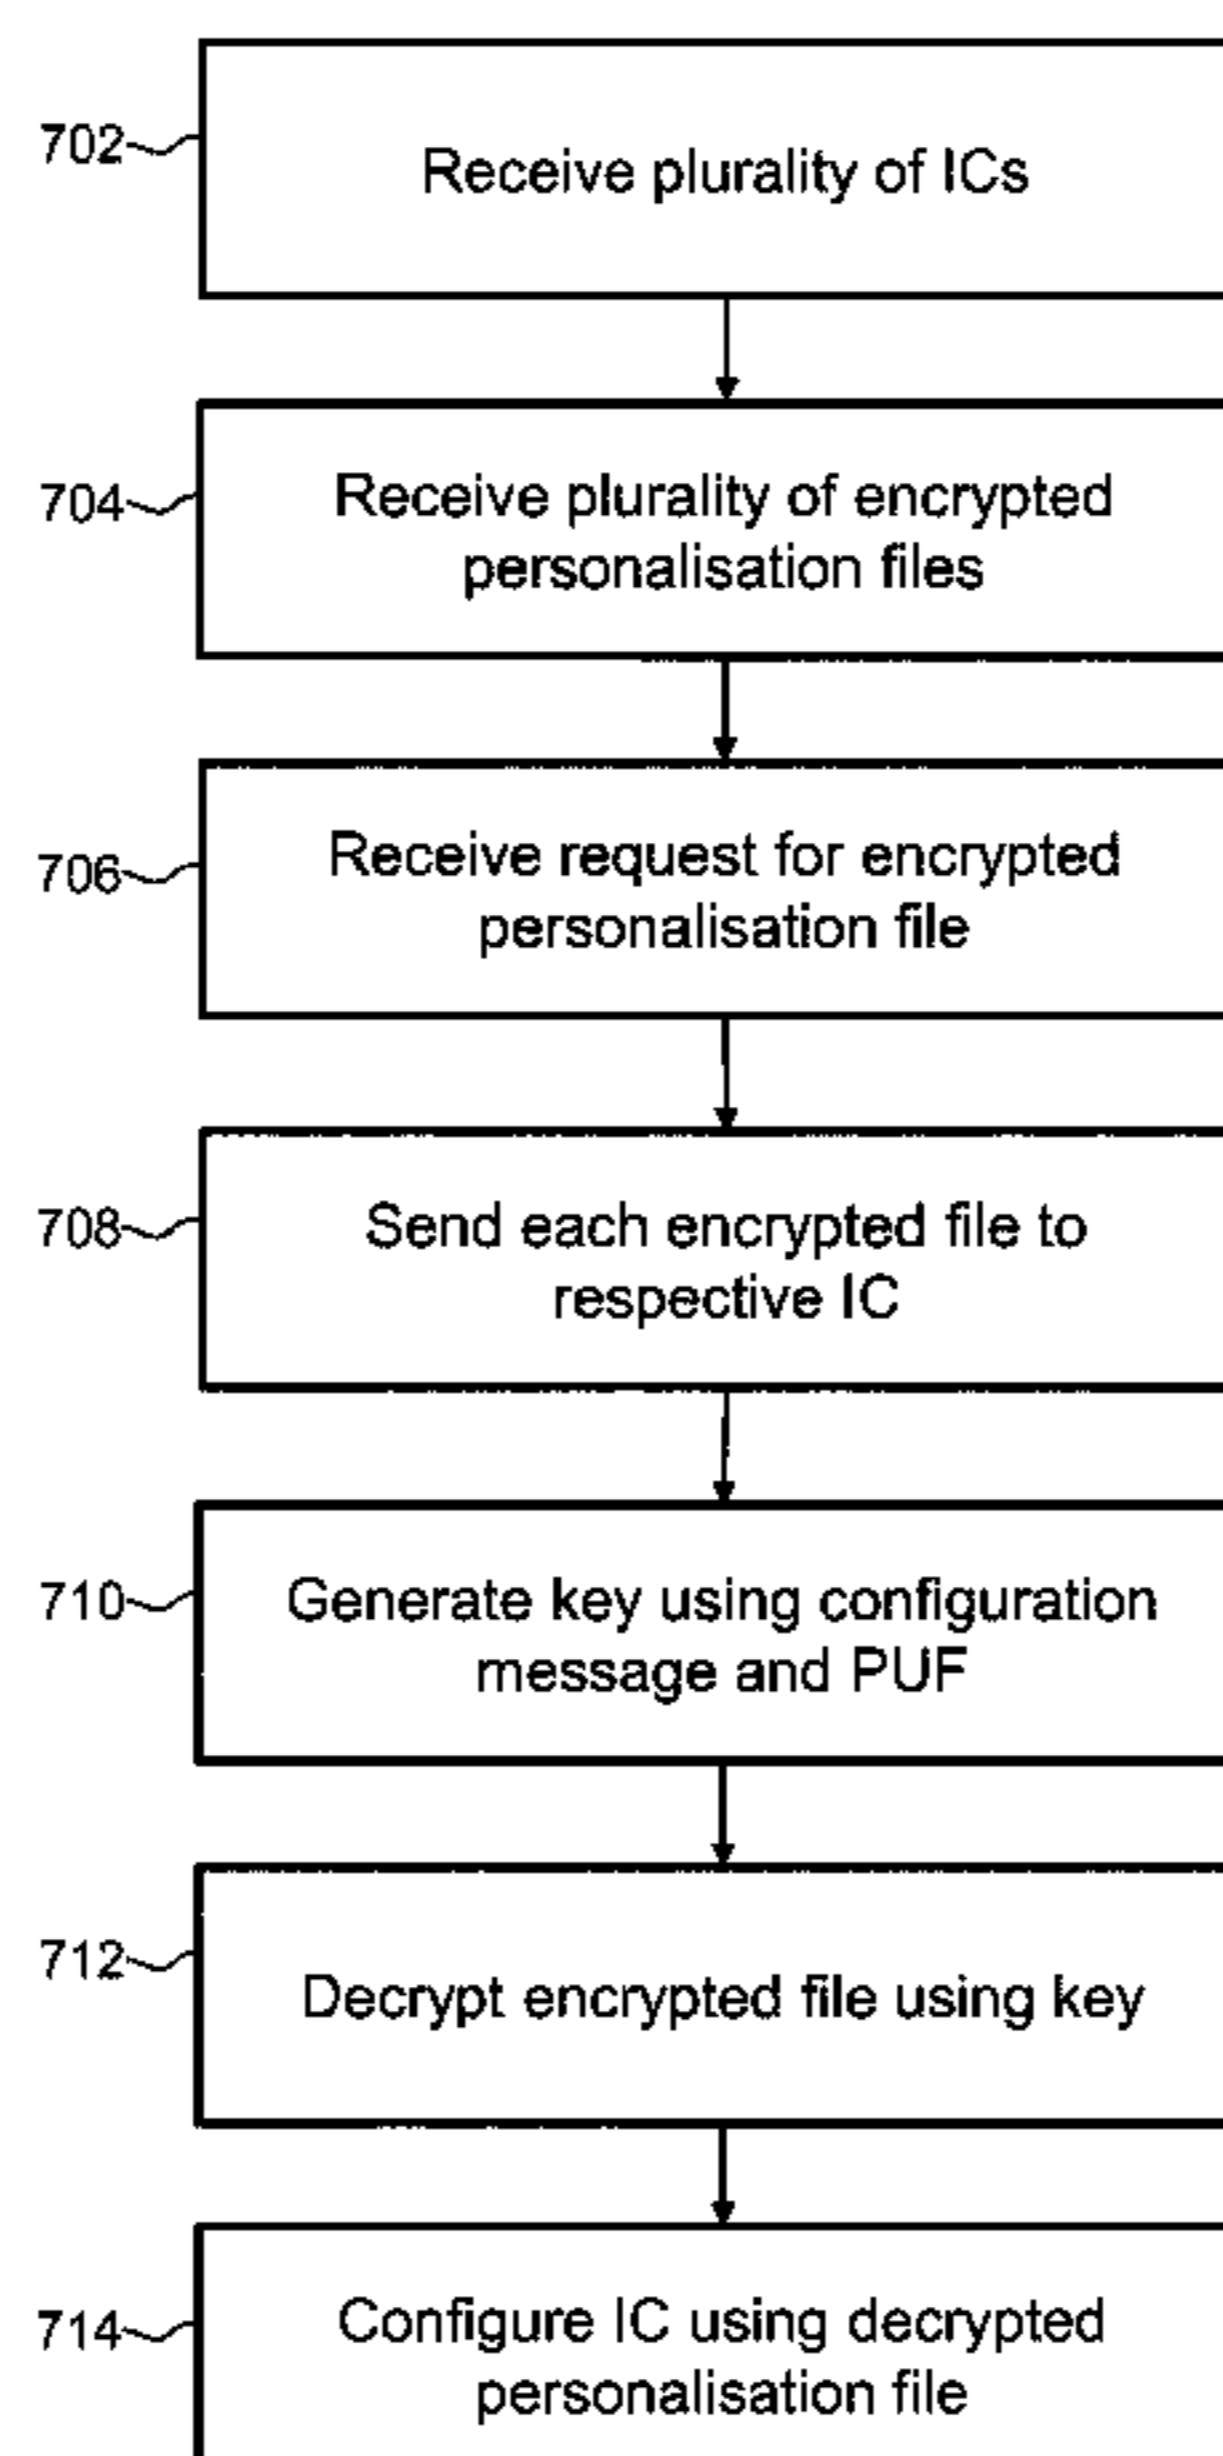 702
Receive plurality of ICs
704
Receive plurality of encrypted
personalisation files
706
Receive request for encrypted
personalisation file
708
Send each encrypted file to
respective IC
710
Generate key using configuration
message and PUF
712
Decrypt encrypted file using key
714
Configure IC using decrypted
personalisation file